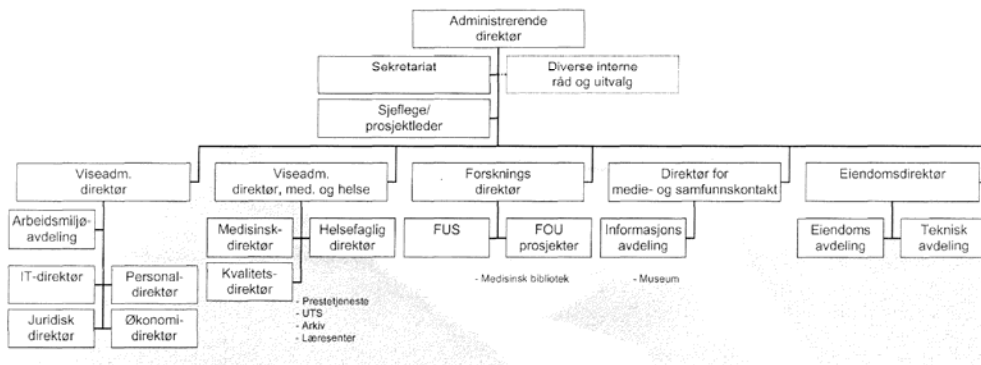 Administrerende
direktør
Sekretariat
Diverse interne
råd og uitvalg
Sjeflege/
prosjektleder
Viseadm.
direktør
Viseadm.
direktør, med. og helse
Forsknings
direktør
Direktør for
medie- og samfunnskontakt
Eiendomsdirektør
Arbeidsmiljø-
avdeling
IT-direktør
Personal-
direktør
Juridisk
direktør
Økonomi-
direktør
Medisinsk-
direktør
Helsefaglig
direktør
Kvalitets-
direktør
- Prestetjeneste
- UTS
- Arkiv
- Læresenter
FUS
FOU
prosjekter
- Medisinsk bibliotek
Informasjons
avdeling
- Museum
Eiendoms
avdeling
Teknisk
avdeling